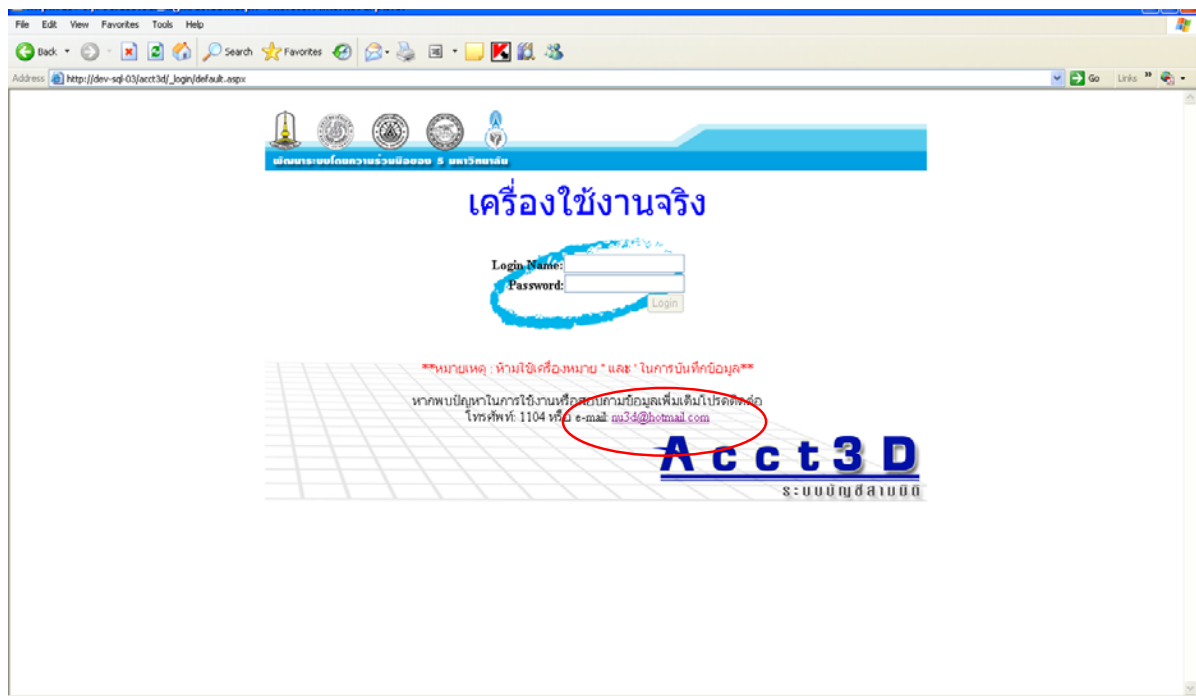 File Edit View Favorites Tools Help
Back Search Favorites
Address http://dev-sql-03/acct3d/_login/default.aspx Go Links »
พัฒนาระบบโดยความร่วมมือของ 5 มหาวิทยาลัย
เครื่องใช้งานจริง
Login Name:
Password:
Login
**หมายเหตุ : ห้ามใช้เครื่องหมาย " และ ' ในการบันทึกข้อมูล**
หากพบปัญหาในการใช้งานหรือสอบถามข้อมูลเพิ่มเติมโปรดติดต่อ
โทรศัพท์: 1104 หรือ e-mail: nu3d@hotmail.com
Acct3D
ระบบบัญชีสามมิติ